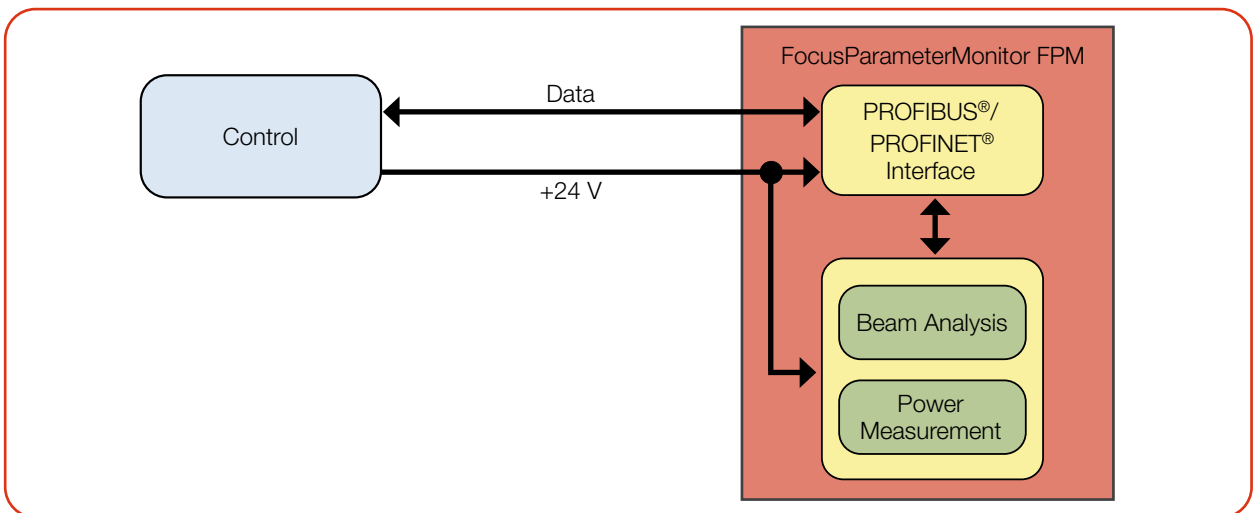 FocusParameterMonitor FPM
Data
Control
PROFIBUS®/
PROFINET®
Interface
+24 V
Beam Analysis
Power
Measurement